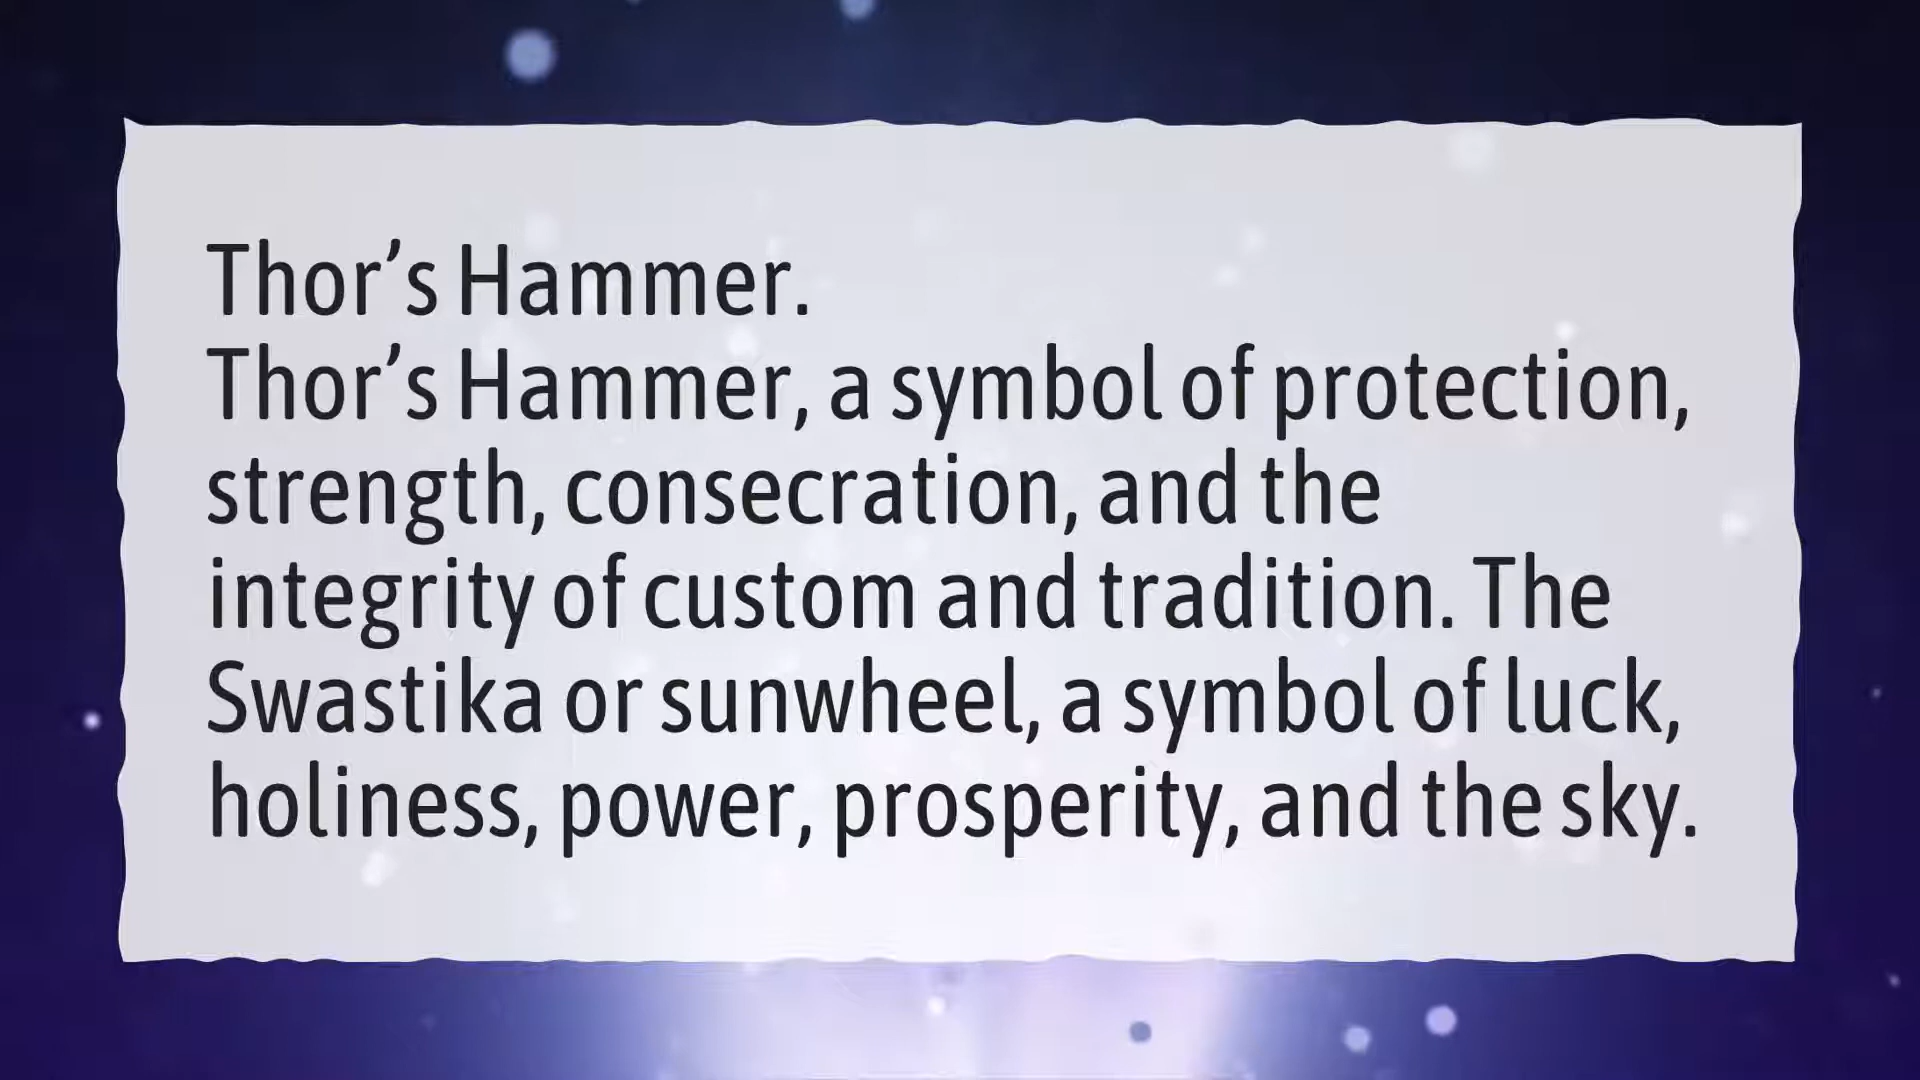 Thor’s Hammer.
Thor’s Hammer, a symbol of protection,
strength, consecration, and the
integrity of custom and tradition. The
Swastika or sunwheel, a symbol of luck,
holiness, power, prosperity, and the sky.